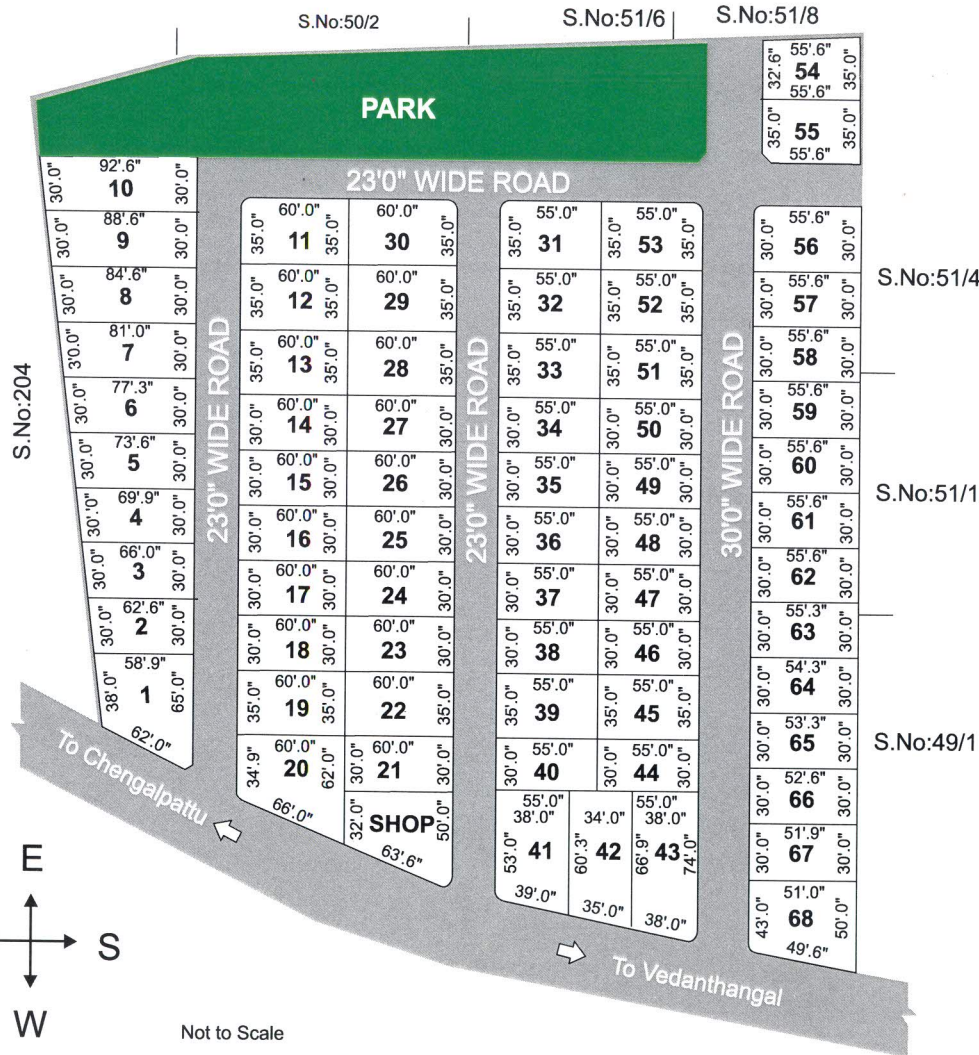 S.No:50/2
S.No:51/6
S.No:51/8
PARK
55'.6"
32'.6" 54 35'.0"
55'.6"
35'.0" 55 35'.0"
55'.6"
23'0" WIDE ROAD
92'.6"
30'.0" 10 30'.0"
88'.6"
30'.0" 9 30'.0"
84'.6"
30'.0" 8 30'.0"
81'.0"
3'0.0" 7 30'.0"
77'.3"
30'.0" 6 30'.0"
73'.6"
30'.0" 5 30'.0"
69'.9"
30'.'0" 4 30'.0"
66'.0"
30'.0" 3 30'.0"
62'.6"
30'.0" 2 30'.0"
58'.9"
38'.0" 1 65'.0"
62'.0"
S.No:204
23'0" WIDE ROAD
60'.0"
35'.0" 11 35'.0"
60'.0"
35'.0" 12 35'.0"
60'.0"
35'.0" 13 35'.0"
60'.0"
30'.0" 14 30'.0"
60'.0"
30'.0" 15 30'.0"
60'.0"
30'.0" 16 30'.0"
60'.0"
30'.0" 17 30'.0"
60'.0"
30'.0" 18 30'.0"
60'.0"
35'.0" 19 35'.0"
60'.0"
34'.9" 20 62'.0"
66'.0"
60'.0"
30 35'.0"
60'.0"
29 35'.0"
60'.0"
28 35'.0"
60'.0"
27 30'.0"
60'.0"
26 30'.0"
60'.0"
25 30'.0"
60'.0"
24 30'.0"
60'.0"
23 30'.0"
60'.0"
22 35'.0"
60'.0"
30'.0" 21 30'.0"
32'.0" SHOP 50'.0"
63'.6"
23'0" WIDE ROAD
55'.0"
35'.0" 31
55'.0"
35'.0" 32
55'.0"
35'.0" 33
55'.0"
30'.0" 34
55'.0"
30'.0" 35
55'.0"
30'.0" 36
55'.0"
30'.0" 37
55'.0"
30'.0" 38
55'.0"
35'.0" 39
55'.0"
30'.0" 40
55'.0"
35'.0" 53 35'.0"
55'.0"
35'.0" 52 35'.0"
55'.0"
35'.0" 51 35'.0"
55'.0"
30'.0" 50 30'.0"
55'.0"
30'.0" 49 30'.0"
55'.0"
30'.0" 48 30'.0"
55'.0"
30'.0" 47 30'.0"
55'.0"
30'.0" 46 30'.0"
55'.0"
35'.0" 45 35'.0"
55'.0"
30'.0" 44 30'.0"
55'.0" 55'.0"
38'.0" 34'.0" 38'.0"
53'.0" 41 60'.3" 42 66'.9" 43 74'.0"
39'.0" 35'.0" 38'.0"
30'0" WIDE ROAD
55'.6"
56 30'.0"
55'.6"
30'.0" 57 30'.0"
55'.6"
30'.0" 58 30'.0"
55'.6"
30'.0" 59 30'.0"
55'.6"
30'.0" 60 30'.0"
55'.6"
30'.0" 61 30'.0"
55'.6"
30'.0" 62 30'.0"
55'.3"
30'.0" 63 30'.0"
54'.3"
30'.0" 64 30'.0"
53'.3"
30'.0" 65 30'.0"
52'.6"
30'.0" 66 30'.0"
51'.9"
30'.0" 67 30'.0"
51'.0"
43'.0" 68 50'.0"
49'.6"
S.No:51/4
S.No:51/1
S.No:49/1
To Chengalpattu
To Vedanthangal
E
S
W
Not to Scale